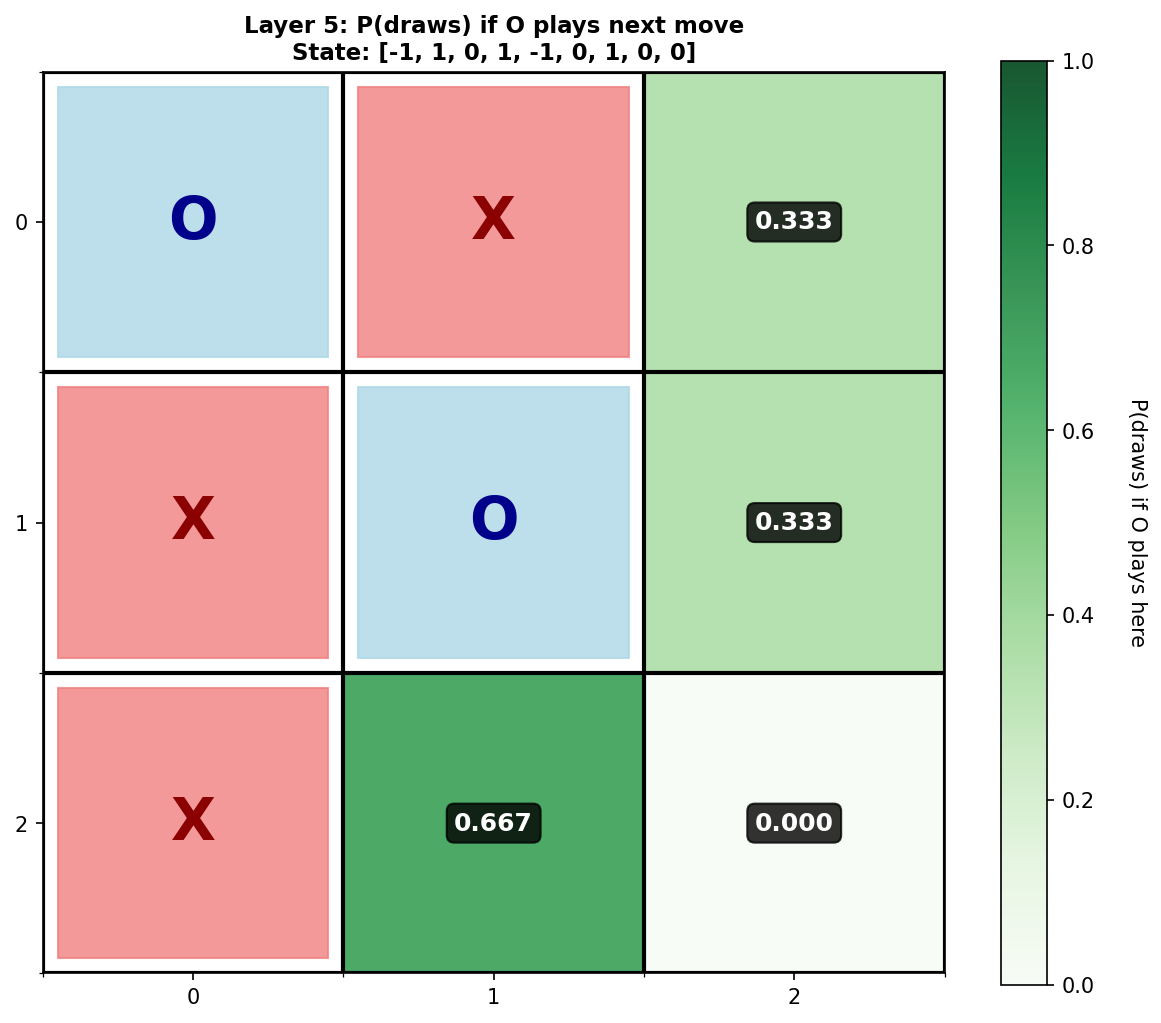 Layer 5: P(draws) if O plays next move
State: [-1, 1, 0, 1, -1, 0, 1, 0, 0]
0
O
X
0.333
1
X
O
0.333
2
X
0.667
0.000
0
1
2
1.0
0.8
0.6
0.4
0.2
0.0
P(draws) if O plays here